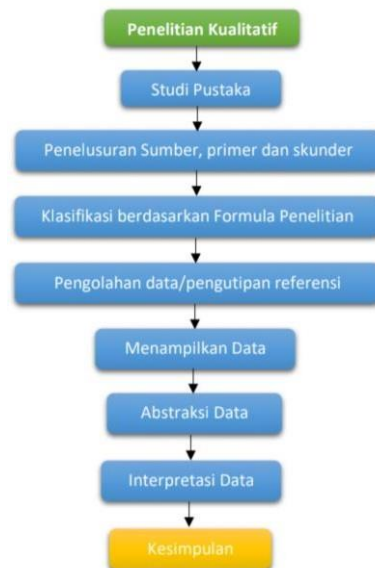 Penelitian Kualitatif
Studi Pustaka
Penelusuran Sumber, primer dan skunder
Klasifikasi berdasarkan Formula Penelitian
Pengolahan data/pengutipan referensi
Menampilkan Data
Abstraksi Data
Interpretasi Data
Kesimpulan